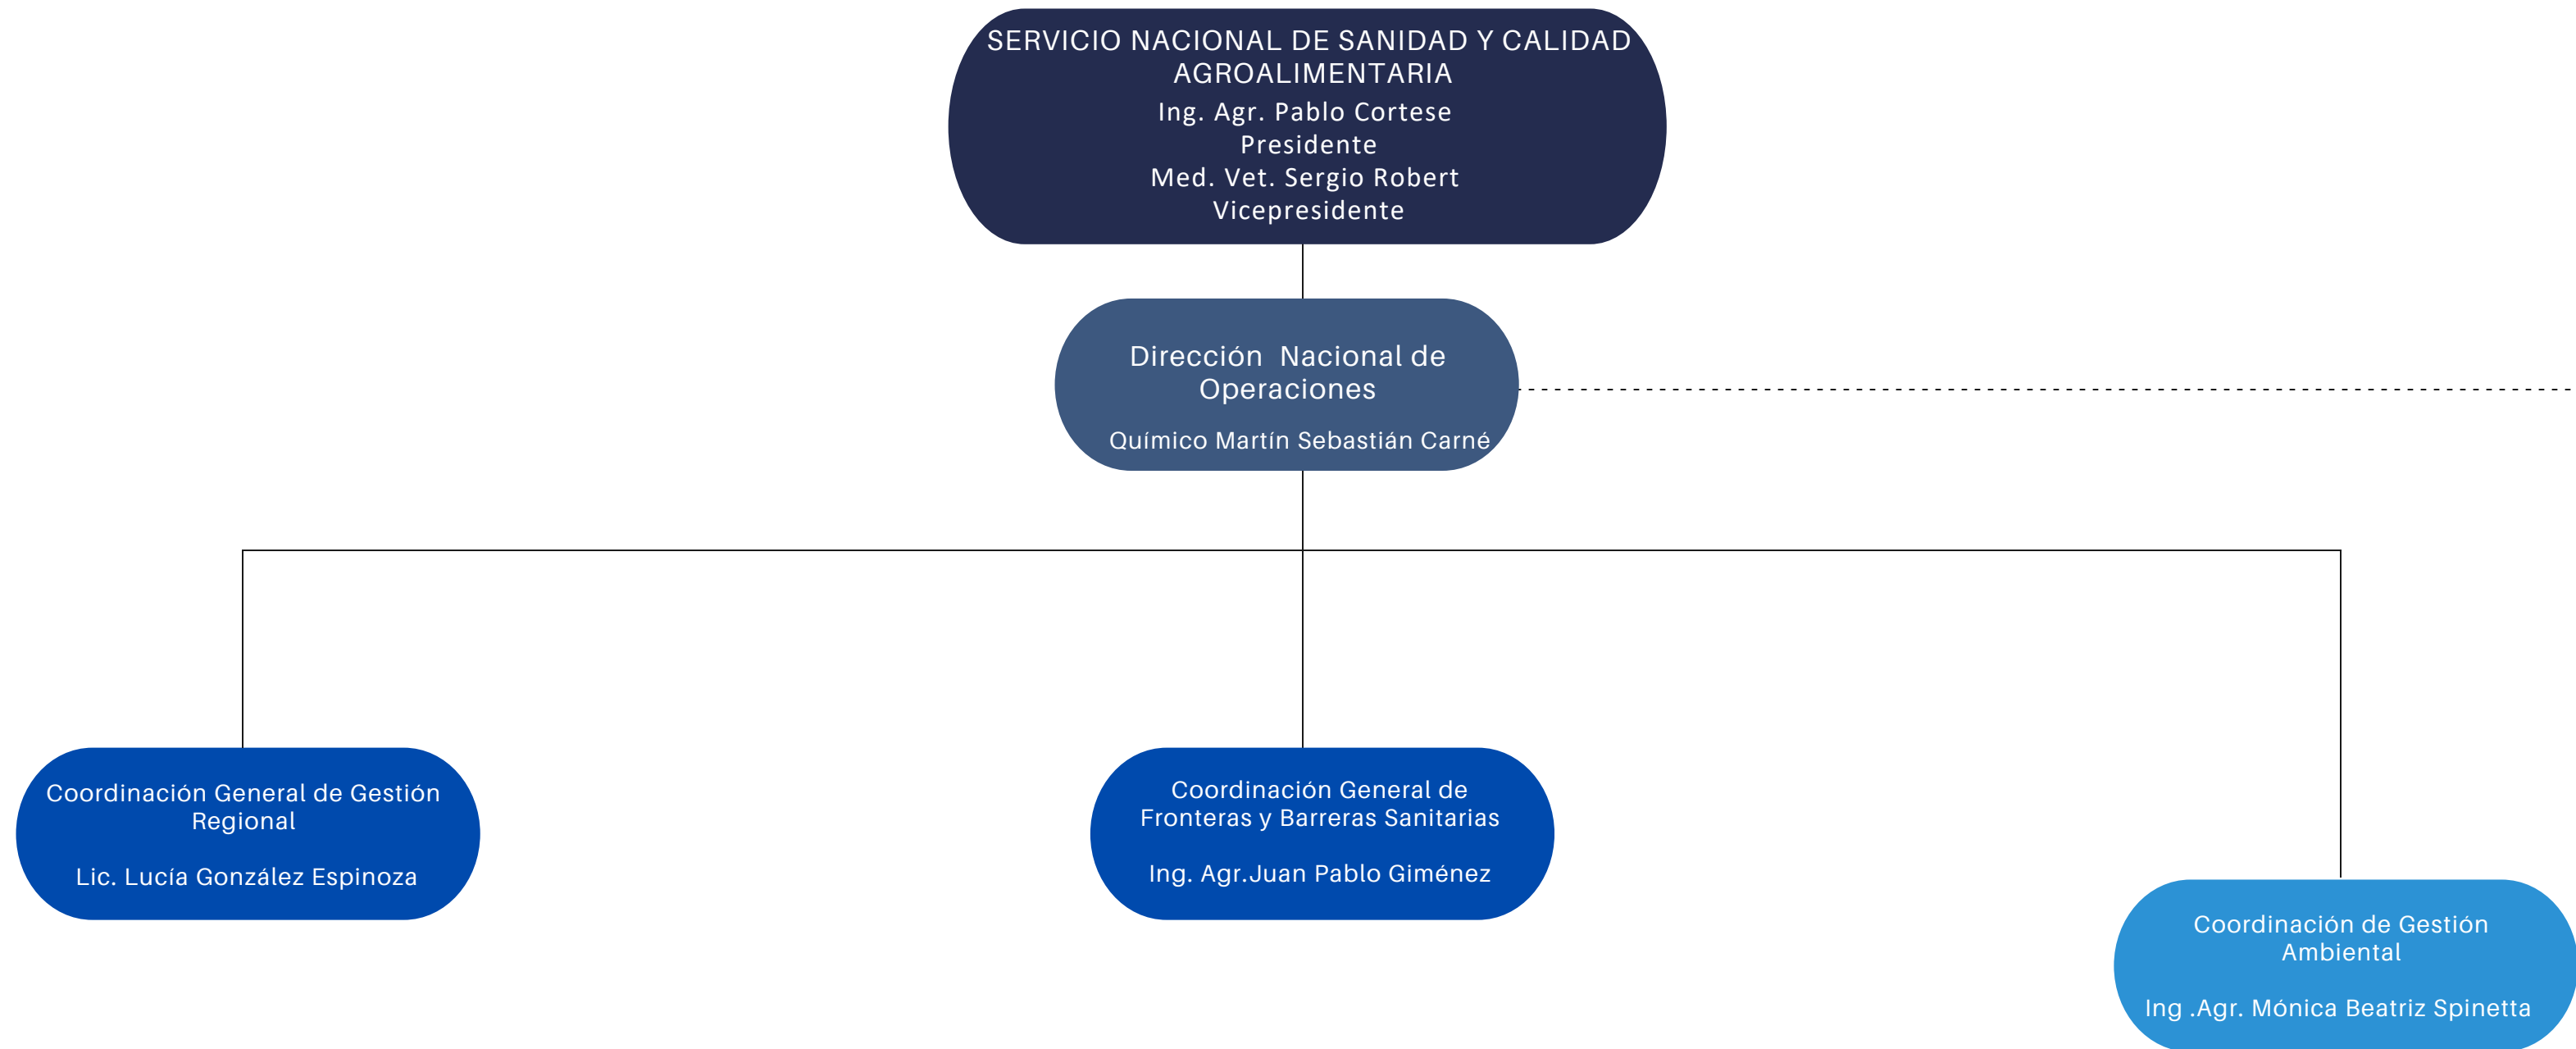 SERVICIO NACIONAL DE SANIDAD Y CALIDAD
AGROALIMENTARIA
Ing. Agr. Pablo Cortese
Presidente
Med. Vet. Sergio Robert
Vicepresidente
Dirección Nacional de
Operaciones
Químico Martín Sebastián Carné
Coordinación General de Gestión
Regional
Lic. Lucía González Espinoza
Coordinación General de
Fronteras y Barreras Sanitarias
Ing. Agr.Juan Pablo Giménez
Coordinación de Gestión
Ambiental
Ing .Agr. Mónica Beatriz Spinetta